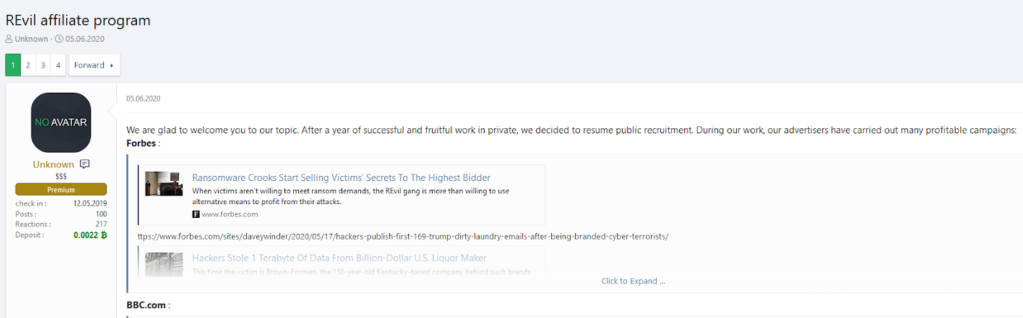 REvil affiliate program
Unknown · 05.06.2020
1 2 3 4 Forward
05.06.2020
NO AVATAR
We are glad to welcome you to our topic. After a year of successful and fruitful work in private, we decided to resume public recruitment. During our work, our advertisers have carried out many profitable campaigns:
Forbes :
Unknown
$$$
Premium
check in : 12.05.2019
Posts : 100
Reactions : 217
Deposit : 0.0022 ₿
Ransomware Crooks Start Selling Victims' Secrets To The Highest Bidder
When victims aren't willing to meet ransom demands, the REvil gang is more than willing to use
alternative means to profit from their attacks.
F www.forbes.com
ttps://www.forbes.com/sites/daveywinder/2020/05/17/hackers-publish-first-169-trump-dirty-laundry-emails-after-being-branded-cyber-terrorists/
Hackers Stole 1 Terabyte Of Data From Billion-Dollar U.S. Liquor Maker
This time the victim is Brown-Forman, the 150-year-old Kentucky-based company behind such brands
Click to Expand ...
BBC.com :